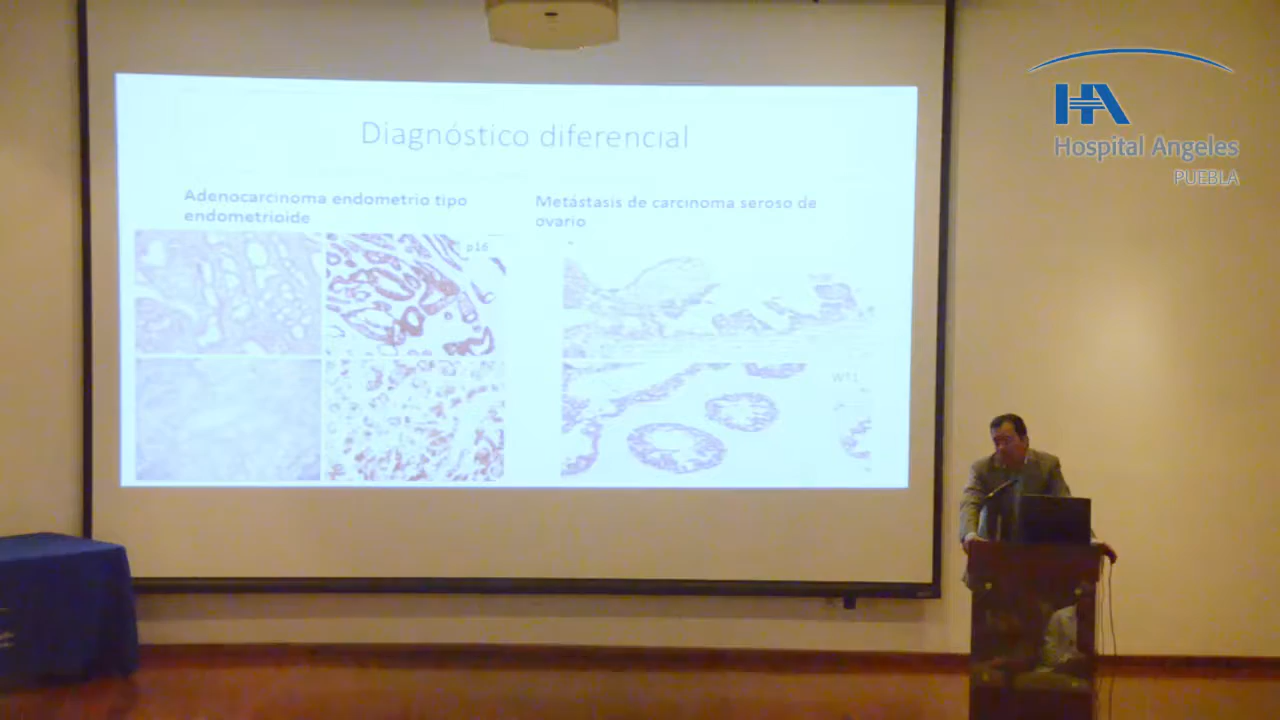 Diagnóstico diferencial
Adenocarcinoma endometrio tipo
endometrioide
Metástasis de carcinoma seroso de
ovario
p16
WT1
HA
Hospital Angeles
PUEBLA